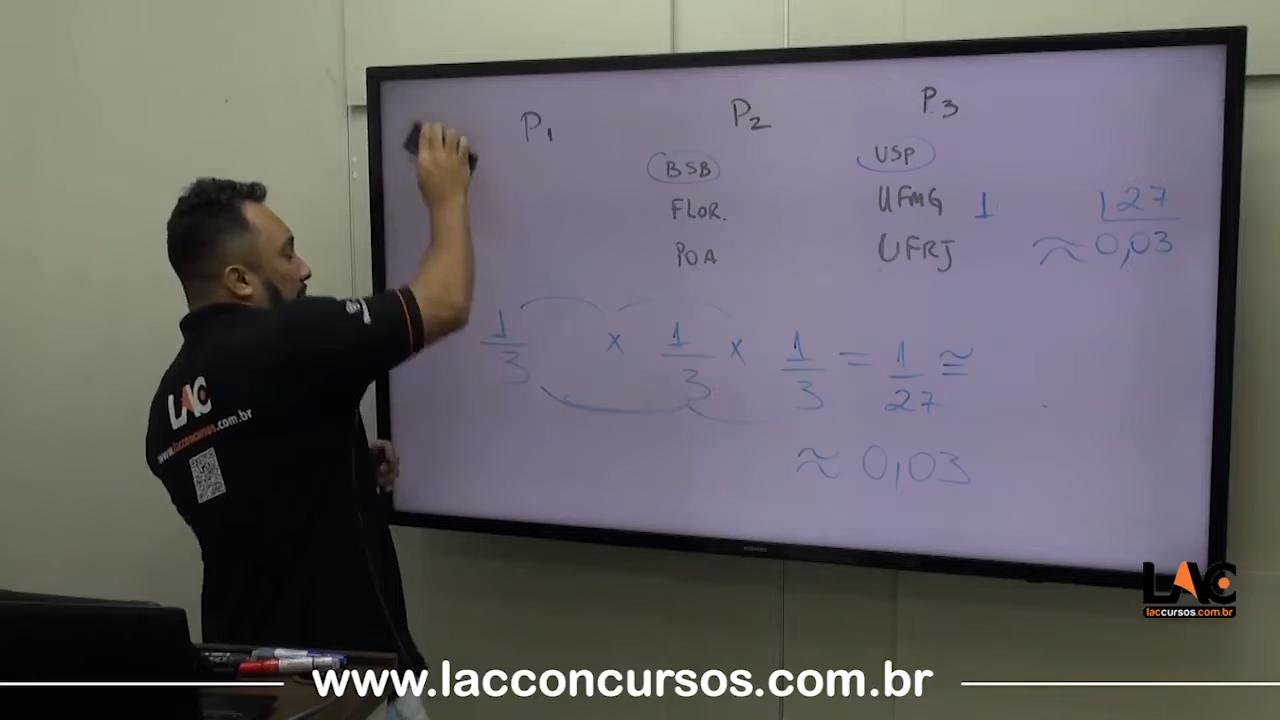 P1 P2 P3
BSB USP
FLOR. UFMG 1 27
POA UFRJ ≈ 0,03
1/3 x 1/3 x 1/3 = 1/27 ≅
≈ 0,03
LAC
www.lacconcursos.com.br
LAC
laccursos.com.br
www.lacconcursos.com.br